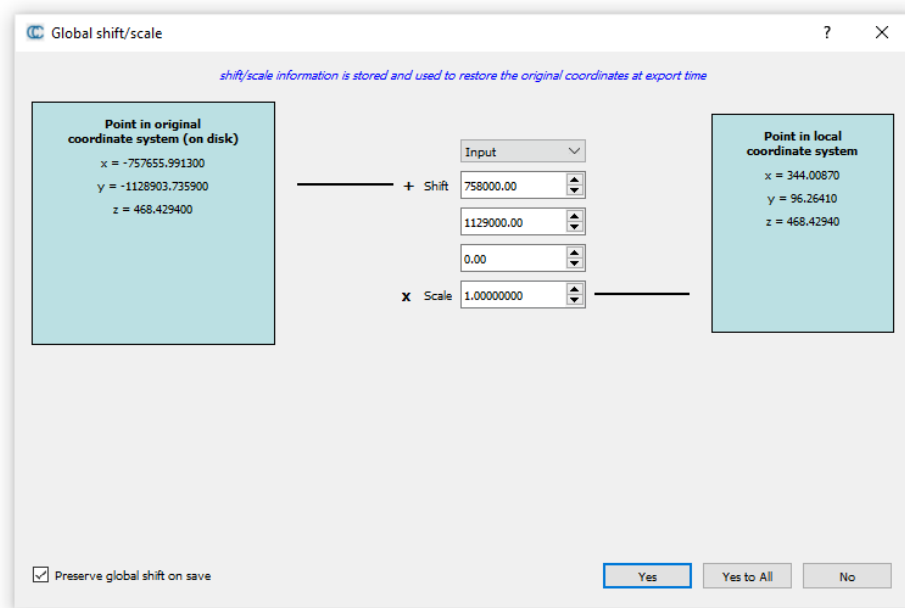 Global shift/scale
?
shift/scale information is stored and used to restore the original coordinates at export time
Point in original
coordinate system (on disk)
x = -757655.991300
y = -1128903.735900
z = 468.429400
Input
+ Shift 758000.00
1129000.00
0.00
x Scale 1.00000000
Point in local
coordinate system
x = 344.00870
y = 96.26410
z = 468.42940
Preserve global shift on save
Yes
Yes to All
No